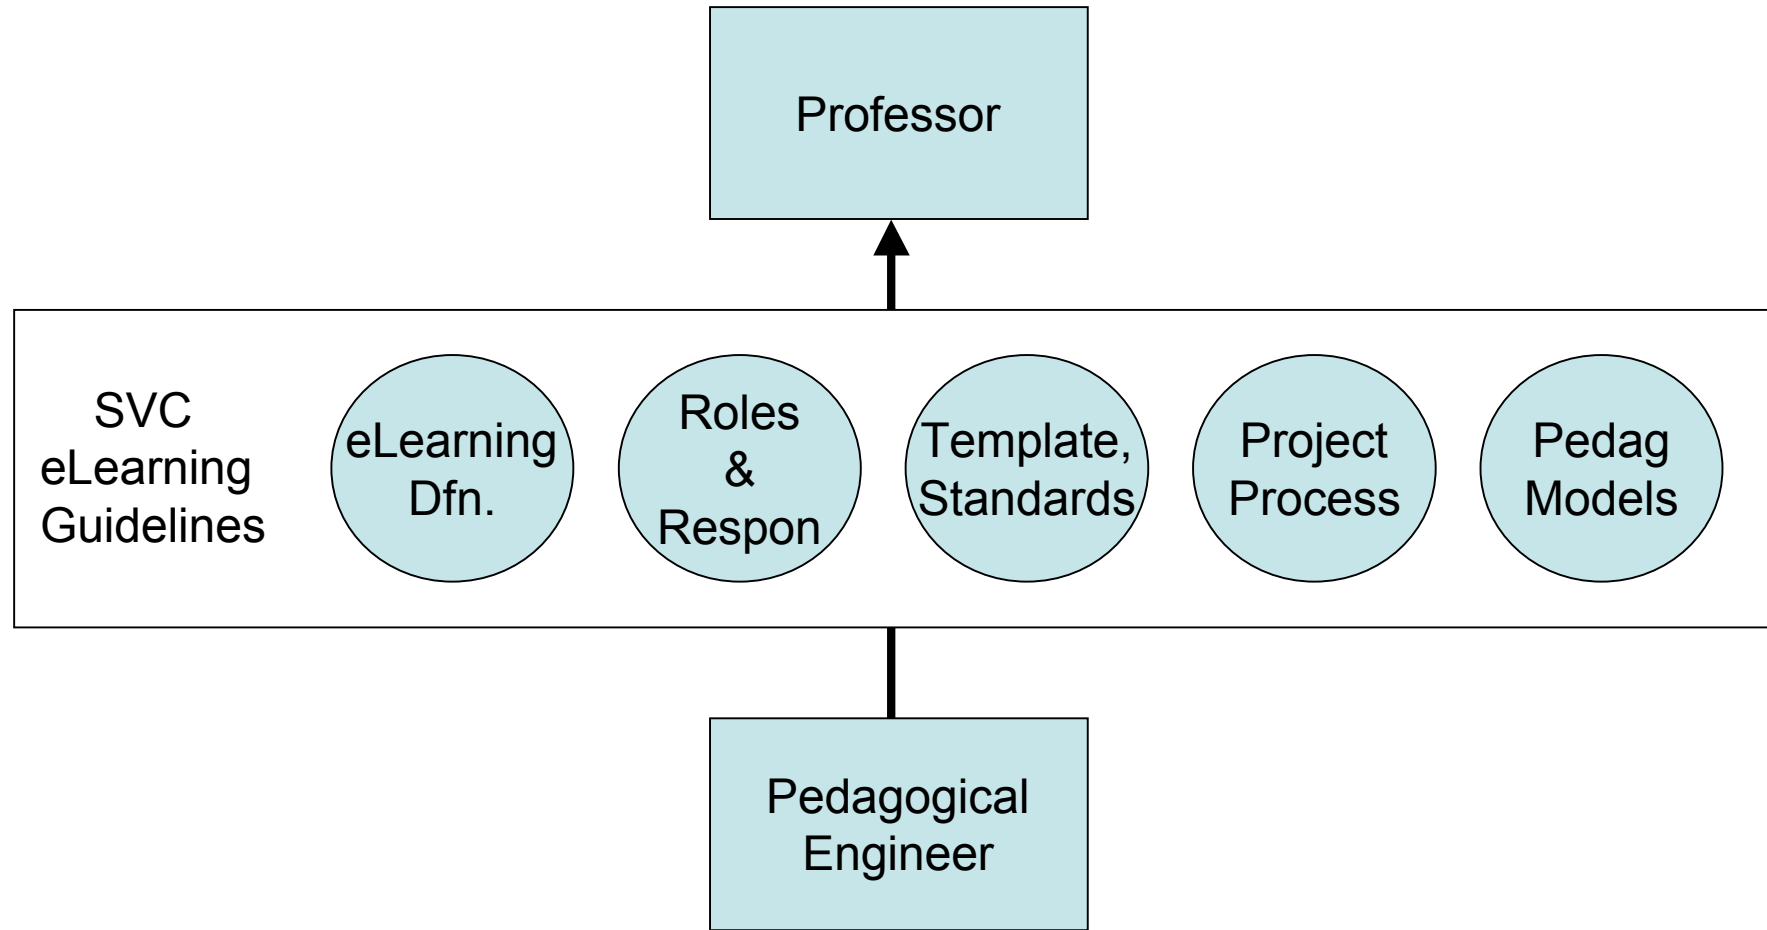 Professor
SVC
eLearning
Guidelines
eLearning
Dfn.
Roles
&
Respon
Template,
Standards
Project
Process
Pedag
Models
Pedagogical
Engineer